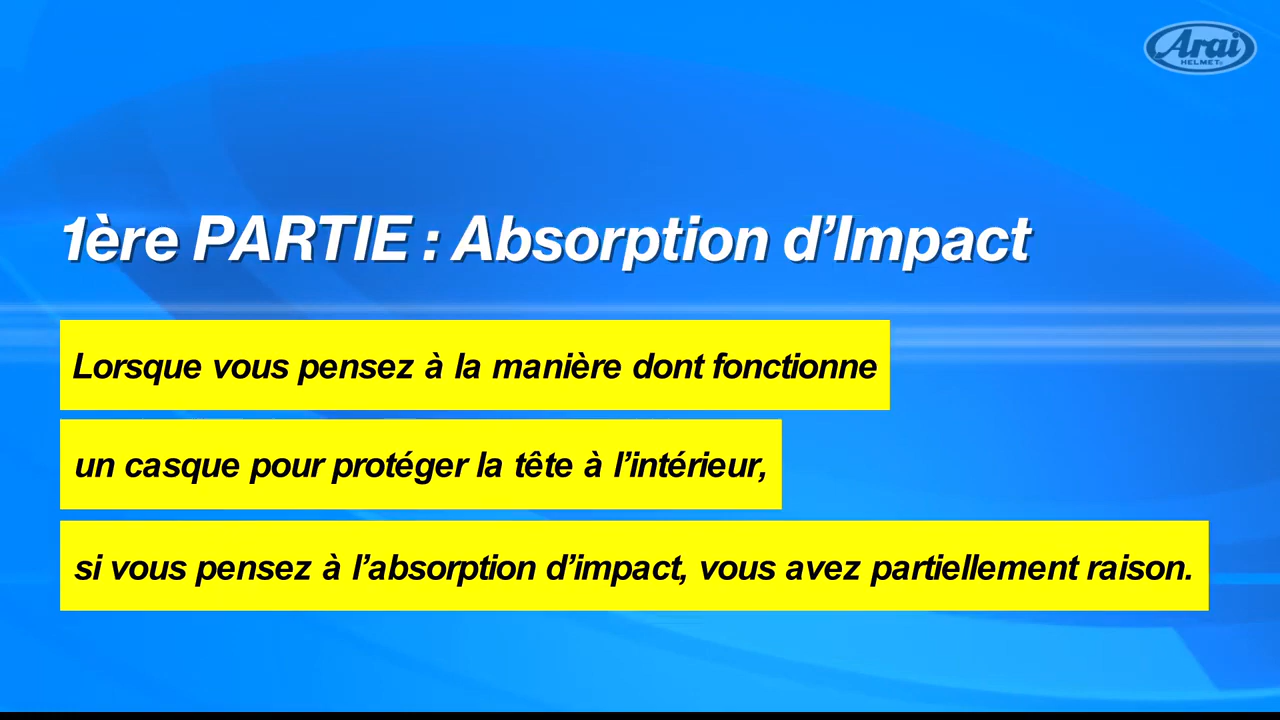 Arai
HELMET
1ère PARTIE : Absorption d’Impact
Lorsque vous pensez à la manière dont fonctionne
un casque pour protéger la tête à l’intérieur,
si vous pensez à l’absorption d’impact, vous avez partiellement raison.